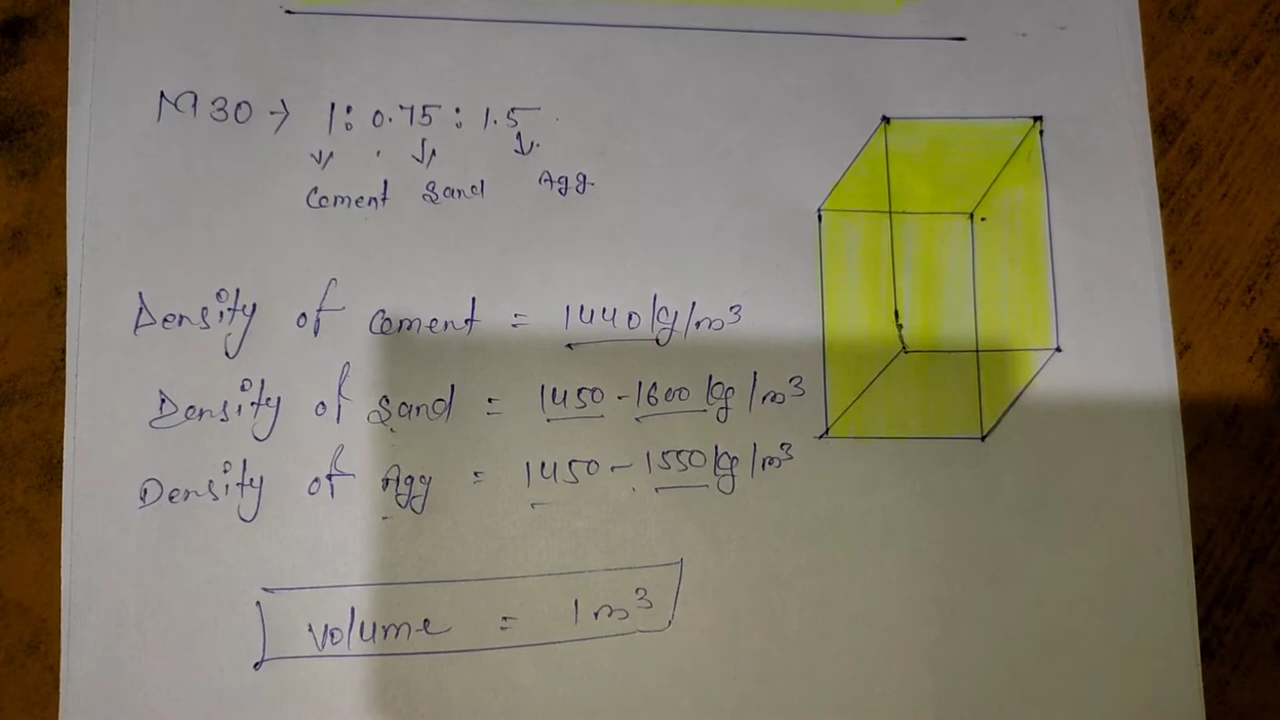 M30 → 1 : 0.75 : 1.5
Cement Sand Agg.
Density of Cement = 1440 kg/m³
Density of Sand = 1450 - 1600 kg/m³
Density of Agg = 1450 - 1550 kg/m³
Volume = 1m³